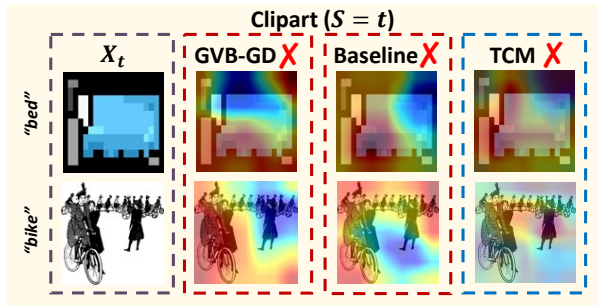 Clipart (S = t)
X_t GVB-GD ✗ Baseline ✗ TCM ✗
"bed"
"bike"